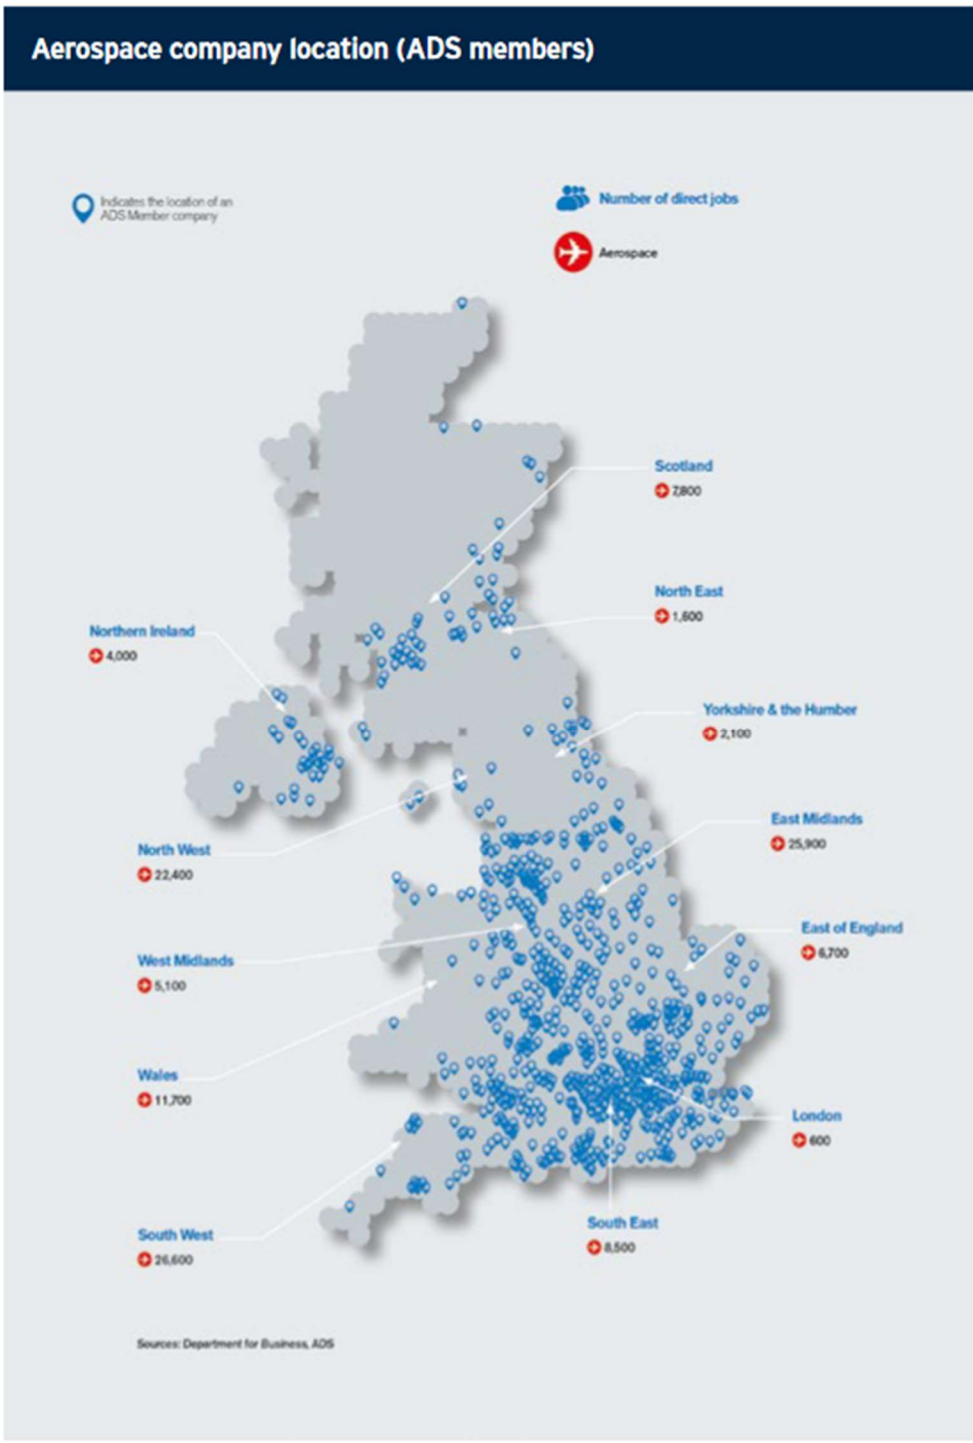 Aerospace company location (ADS members)
Indicates the location of an
ADS Member company
Number of direct jobs
Aerospace
Scotland
7,800
North East
1,600
Northern Ireland
4,000
Yorkshire & the Humber
2,100
East Midlands
25,900
North West
22,400
East of England
6,700
West Midlands
5,100
Wales
11,700
London
600
South East
8,500
South West
26,600
Sources: Department for Business, ADS